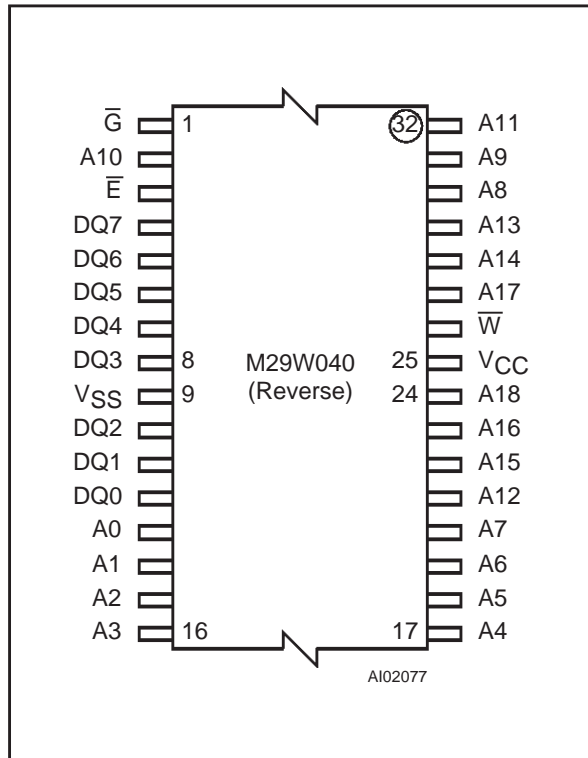 G̅ 1 32 A11
A10 A9
E̅ A8
DQ7 A13
DQ6 A14
DQ5 A17
DQ4 W̅
DQ3 8 M29W040 25 VCC
VSS 9 (Reverse) 24 A18
DQ2 A16
DQ1 A15
DQ0 A12
A0 A7
A1 A6
A2 A5
A3 16 17 A4
AI02077